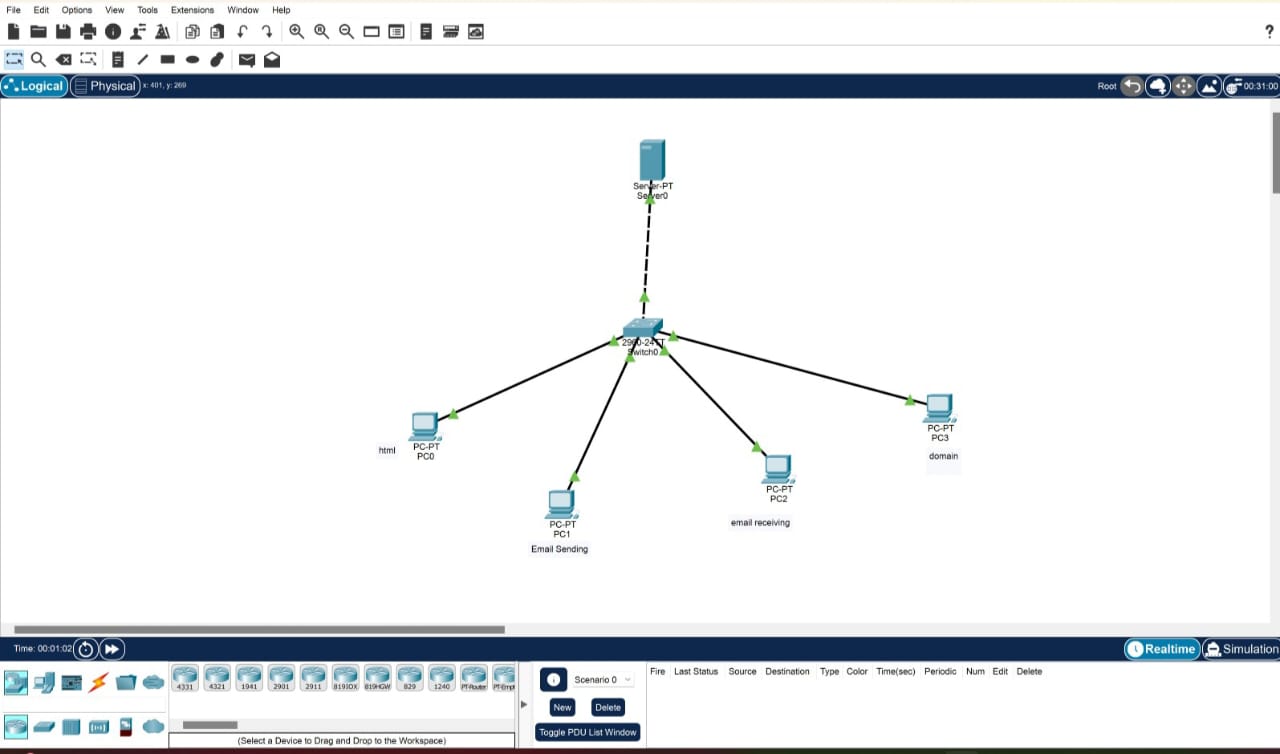 File Edit Options View Tools Extensions Window Help
?
Logical Physical x: 401, y: 269 Root 00:31:00
Server-PT
Server0
2960-24TT
Switch0
PC-PT
PC0
html
PC-PT
PC1
Email Sending
PC-PT
PC2
email receiving
PC-PT
PC3
domain
Time: 00:01:02 Realtime Simulation
4331 4321 1941 2901 2911 819IOX 819HGW 829 1240 PT-Router PT-Empt
(Select a Device to Drag and Drop to the Workspace)
Scenario 0
New Delete
Toggle PDU List Window
Fire Last Status Source Destination Type Color Time(sec) Periodic Num Edit Delete